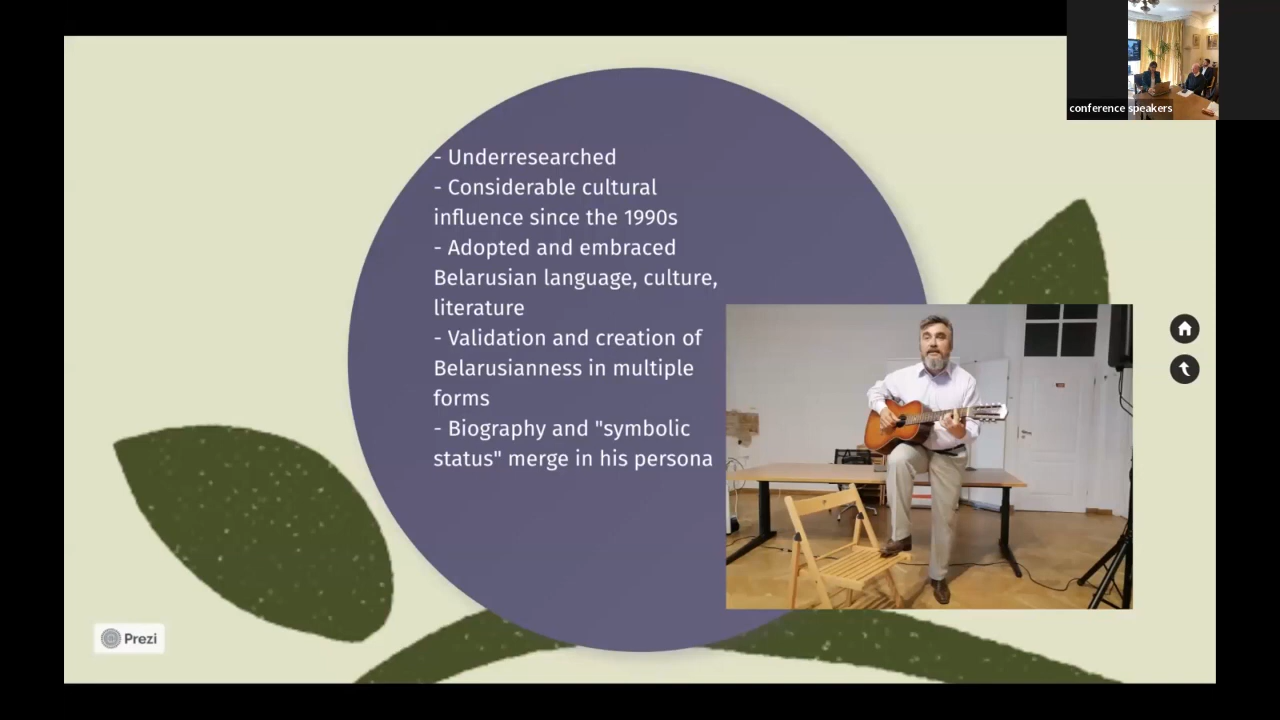 conference speakers
- Underresearched
- Considerable cultural
influence since the 1990s
- Adopted and embraced
Belarusian language, culture,
literature
- Validation and creation of
Belarusianness in multiple
forms
- Biography and "symbolic
status" merge in his persona
Prezi